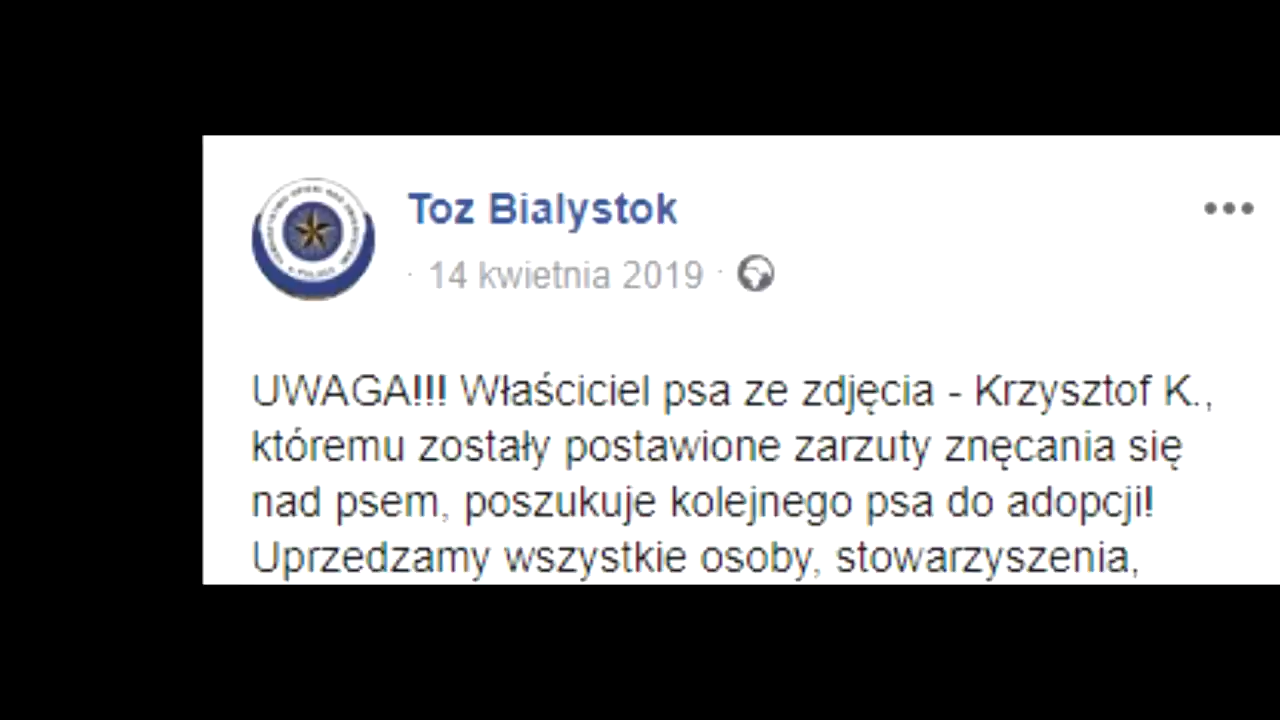 Toz Bialystok
· 14 kwietnia 2019 ·
UWAGA!!! Właściciel psa ze zdjęcia - Krzysztof K.,
któremu zostały postawione zarzuty znęcania się
nad psem, poszukuje kolejnego psa do adopcji!
Uprzedzamy wszystkie osoby, stowarzyszenia,